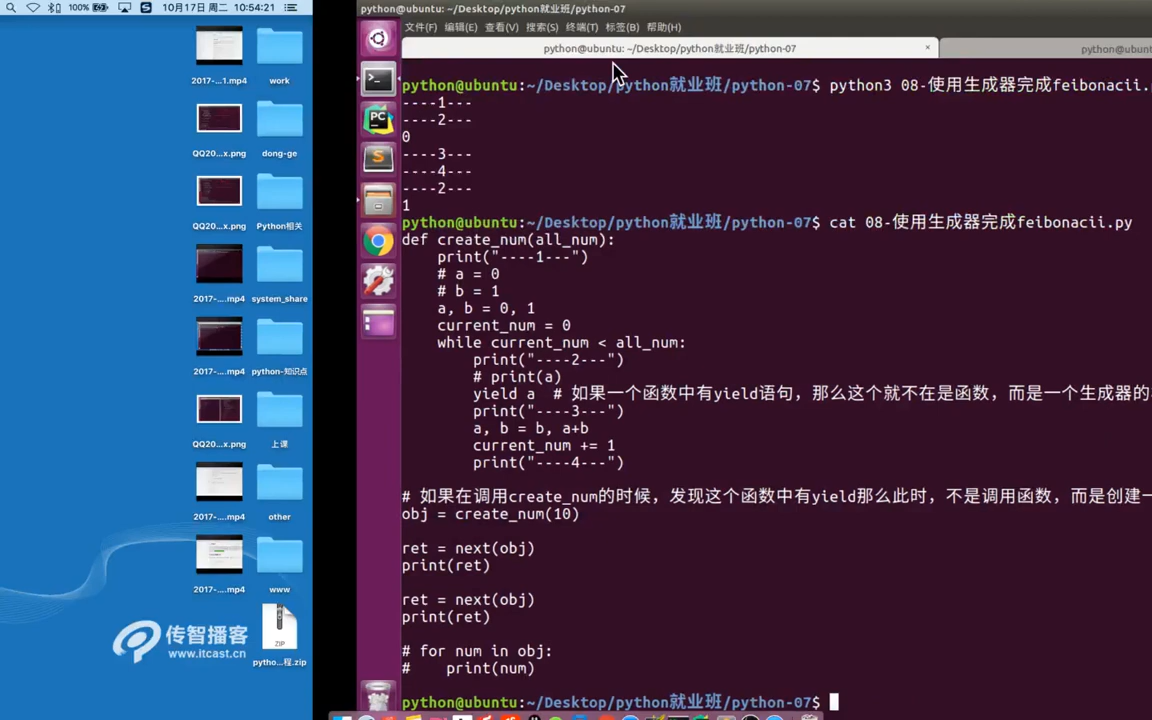 100%
10月17日 周二 10:54:21
2017-...1.mp4
work
QQ20...x.png
dong-ge
QQ20...x.png
Python相关
2017-....mp4
system_share
2017-....mp4
python-知识点
QQ20...x.png
上课
2017-....mp4
other
2017-....mp4
www
ZIP
pytho...程.zip
传智播客
www.itcast.cn
python@ubuntu: ~/Desktop/python就业班/python-07
文件(F) 编辑(E) 查看(V) 搜索(S) 终端(T) 标签(B) 帮助(H)
python@ubuntu: ~/Desktop/python就业班/python-07 ×
python@ubun
python@ubuntu:~/Desktop/python就业班/python-07$ python3 08-使用生成器完成feibonacii.
----1---
----2---
0
----3---
----4---
----2---
1
python@ubuntu:~/Desktop/python就业班/python-07$ cat 08-使用生成器完成feibonacii.py
def create_num(all_num):
    print("----1---")
    # a = 0
    # b = 1
    a, b = 0, 1
    current_num = 0
    while current_num < all_num:
        print("----2---")
        # print(a)
        yield a  # 如果一个函数中有yield语句，那么这个就不在是函数，而是一个生成器的
        print("----3---")
        a, b = b, a+b
        current_num += 1
        print("----4---")
# 如果在调用create_num的时候，发现这个函数中有yield那么此时，不是调用函数，而是创建一
obj = create_num(10)
ret = next(obj)
print(ret)
ret = next(obj)
print(ret)
# for num in obj:
#    print(num)
python@ubuntu:~/Desktop/python就业班/python-07$
PC